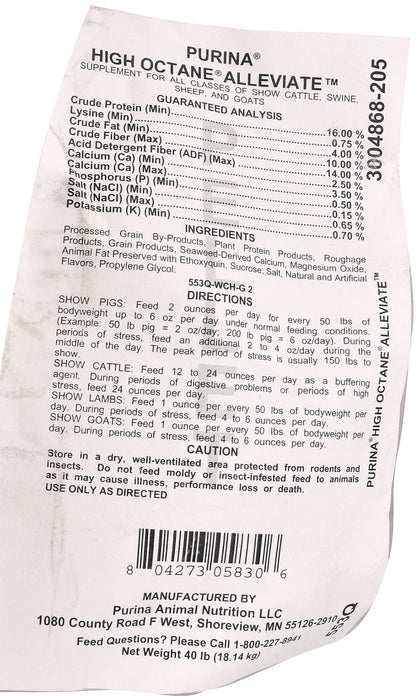 PURINA®
HIGH OCTANE® ALLEVIATE™
SUPPLEMENT FOR ALL CLASSES OF SHOW CATTLE, SWINE,
SHEEP, AND GOATS
GUARANTEED ANALYSIS
Crude Protein (Min) 16.00 %
Lysine (Min) 0.75 %
Crude Fat (Min) 4.00 %
Crude Fiber (Max) 10.00 %
Acid Detergent Fiber (ADF) (Max) 14.00 %
Calcium (Ca) (Min) 2.50 %
Calcium (Ca) (Max) 3.50 %
Phosphorus (P) (Min) 0.50 %
Salt (NaCl) (Min) 0.15 %
Salt (NaCl) (Max) 0.65 %
Potassium (K) (Min) 0.70 %
INGREDIENTS
Processed Grain By-Products, Plant Protein Products, Roughage
Products, Grain Products, Seaweed-Derived Calcium, Magnesium Oxide,
Animal Fat Preserved with Ethoxyquin, Sucrose, Salt, Natural and Artificial
Flavors, Propylene Glycol.
553Q-WCH-G 2
DIRECTIONS
SHOW PIGS: Feed 2 ounces per day for every 50 lbs of
bodyweight up to 6 oz per day under normal feeding conditions.
(Example: 50 lb pig = 2 oz/day; 200 lb pig = 6 oz/day). During
periods of stress, feed an additional 2 to 4 oz/day during the
middle of the day. The peak period of stress is usually 150 lbs to
show.
SHOW CATTLE: Feed 12 to 24 ounces per day as a buffering
agent. During periods of digestive problems or periods of high
stress, feed 24 ounces per day.
SHOW LAMBS: Feed 1 ounce per every 50 lbs of bodyweight per
day. During periods of stress, feed 4 to 6 ounces per day.
SHOW GOATS: Feed 1 ounce per every 50 lbs of bodyweight per
day. During periods of stress, feed 4 to 6 ounces per day.
CAUTION
Store in a dry, well-ventilated area protected from rodents and
insects. Do not feed moldy or insect-infested feed to animals
as it may cause illness, performance loss or death.
USE ONLY AS DIRECTED
8 04273 05830 6
MANUFACTURED BY
Purina Animal Nutrition LLC
1080 County Road F West, Shoreview, MN 55126-2910
Feed Questions? Please Call 1-800-227-8941
Net Weight 40 lb (18.14 kg)
3004868-205
PURINA® HIGH OCTANE® ALLEVIATE™
553Q
PELLET